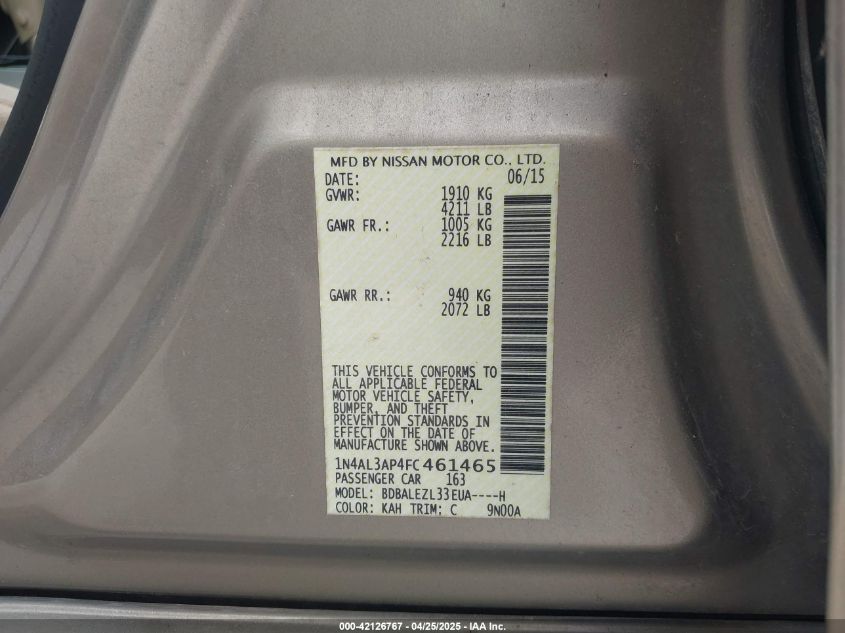 MFD BY NISSAN MOTOR CO., LTD.
DATE: 06/15
GVWR: 1910 KG
4211 LB
GAWR FR.: 1005 KG
2216 LB
GAWR RR.: 940 KG
2072 LB
THIS VEHICLE CONFORMS TO
ALL APPLICABLE FEDERAL
MOTOR VEHICLE SAFETY,
BUMPER, AND THEFT
PREVENTION STANDARDS IN
EFFECT ON THE DATE OF
MANUFACTURE SHOWN ABOVE.
1N4AL3AP4FC461465
PASSENGER CAR 163
MODEL: BDBALEZL33EUA----H
COLOR: KAH TRIM: C 9N00A
000-42126767 - 04/25/2025 - IAA Inc.